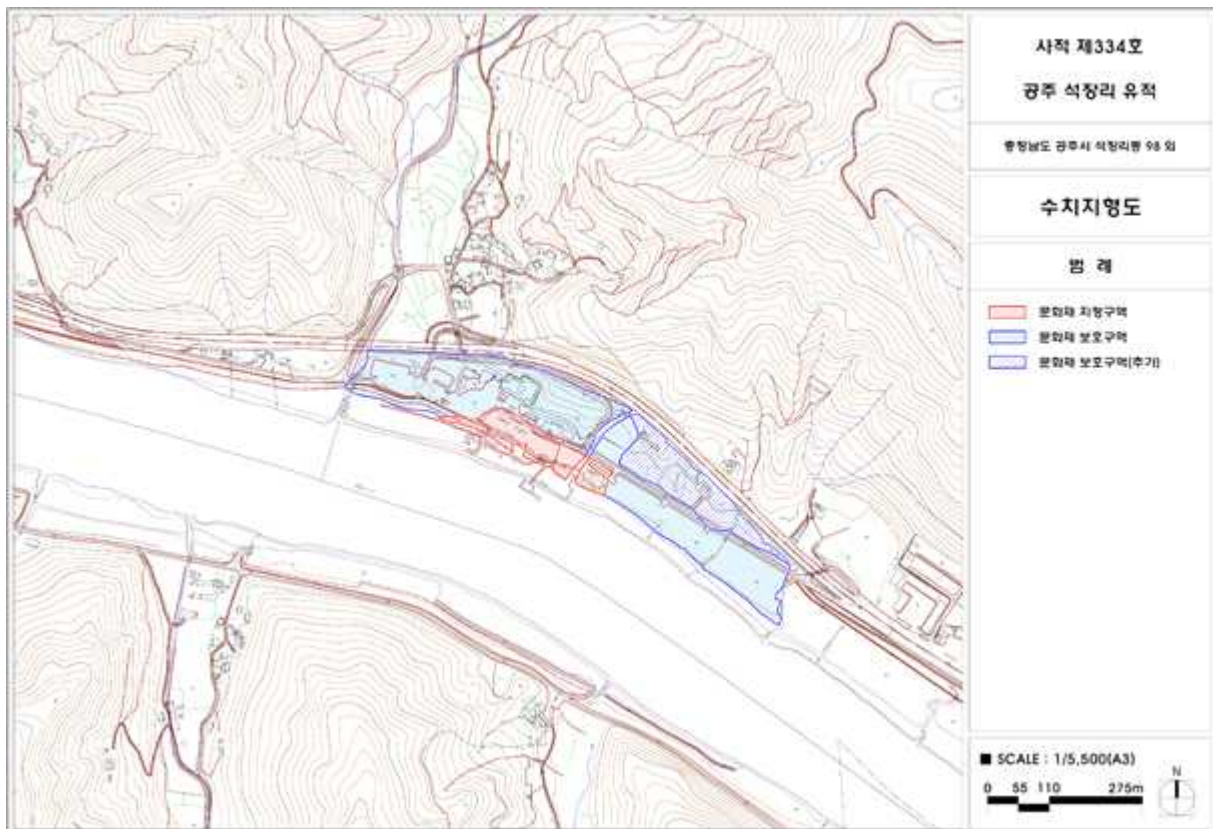 사적 제334호
공주 석장리 유적
충청남도 공주시 석장리동 98 외
수치지형도
범 례
문화재 지정구역
문화재 보호구역
문화재 보호구역(추가)
■ SCALE : 1/5,500(A3)
0 55 110 275m
N